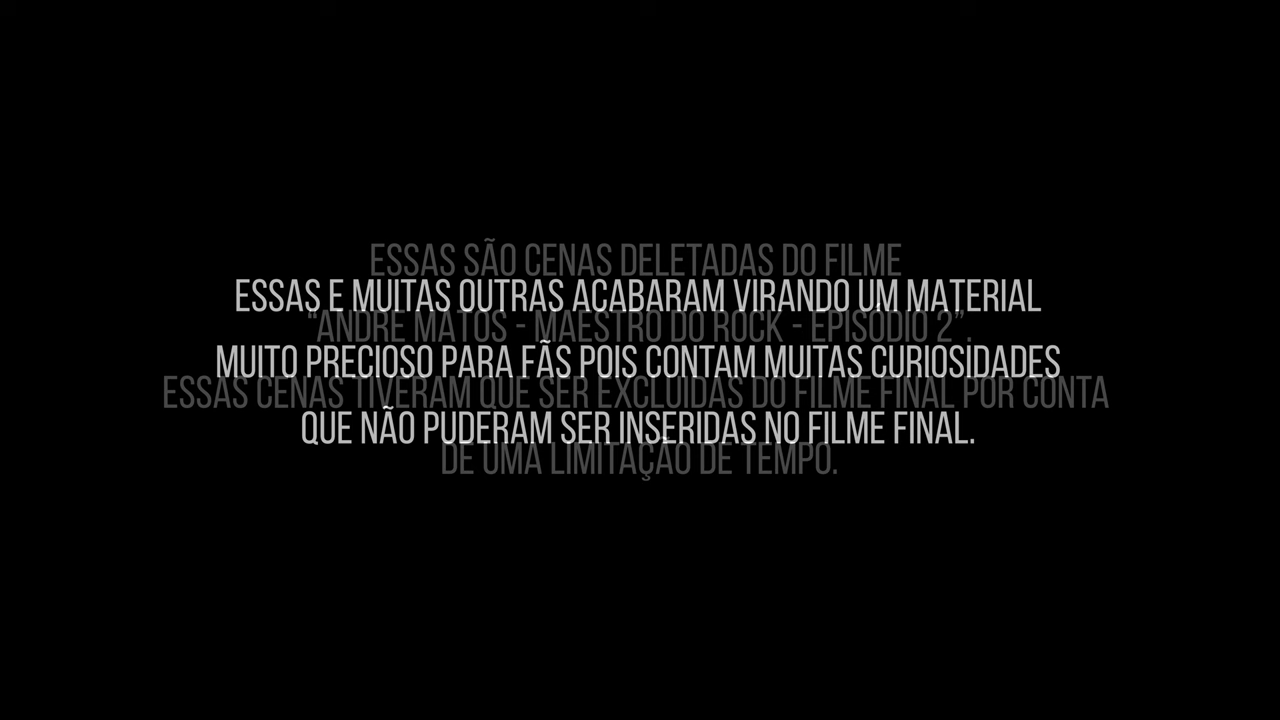 ESSAS SÃO CENAS DELETADAS DO FILME
ESSAS E MUITAS OUTRAS ACABARAM VIRANDO UM MATERIAL
“ANDRE MATOS - MAESTRO DO ROCK - EPISÓDIO 2”.
MUITO PRECIOSO PARA FÃS POIS CONTAM MUITAS CURIOSIDADES
ESSAS CENAS TIVERAM QUE SER EXCLUÍDAS DO FILME FINAL POR CONTA
QUE NÃO PUDERAM SER INSERIDAS NO FILME FINAL.
DE UMA LIMITAÇÃO DE TEMPO.